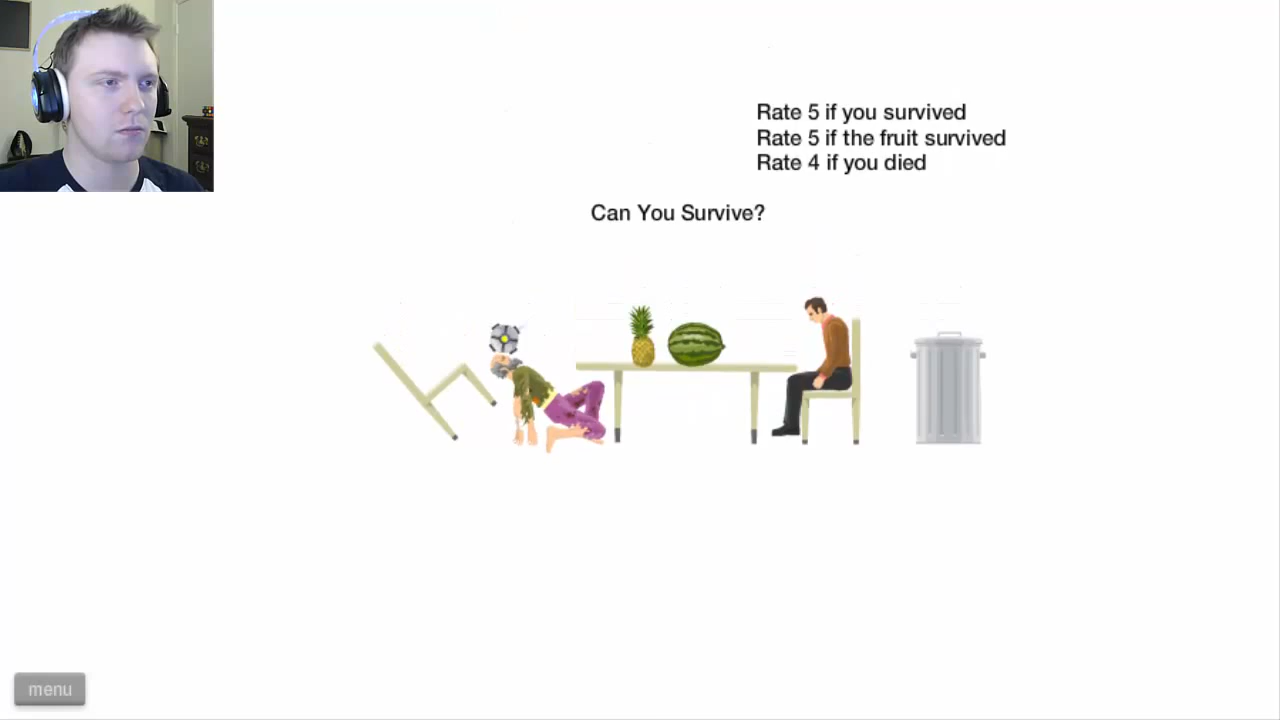 Rate 5 if you survived
Rate 5 if the fruit survived
Rate 4 if you died
Can You Survive?
menu